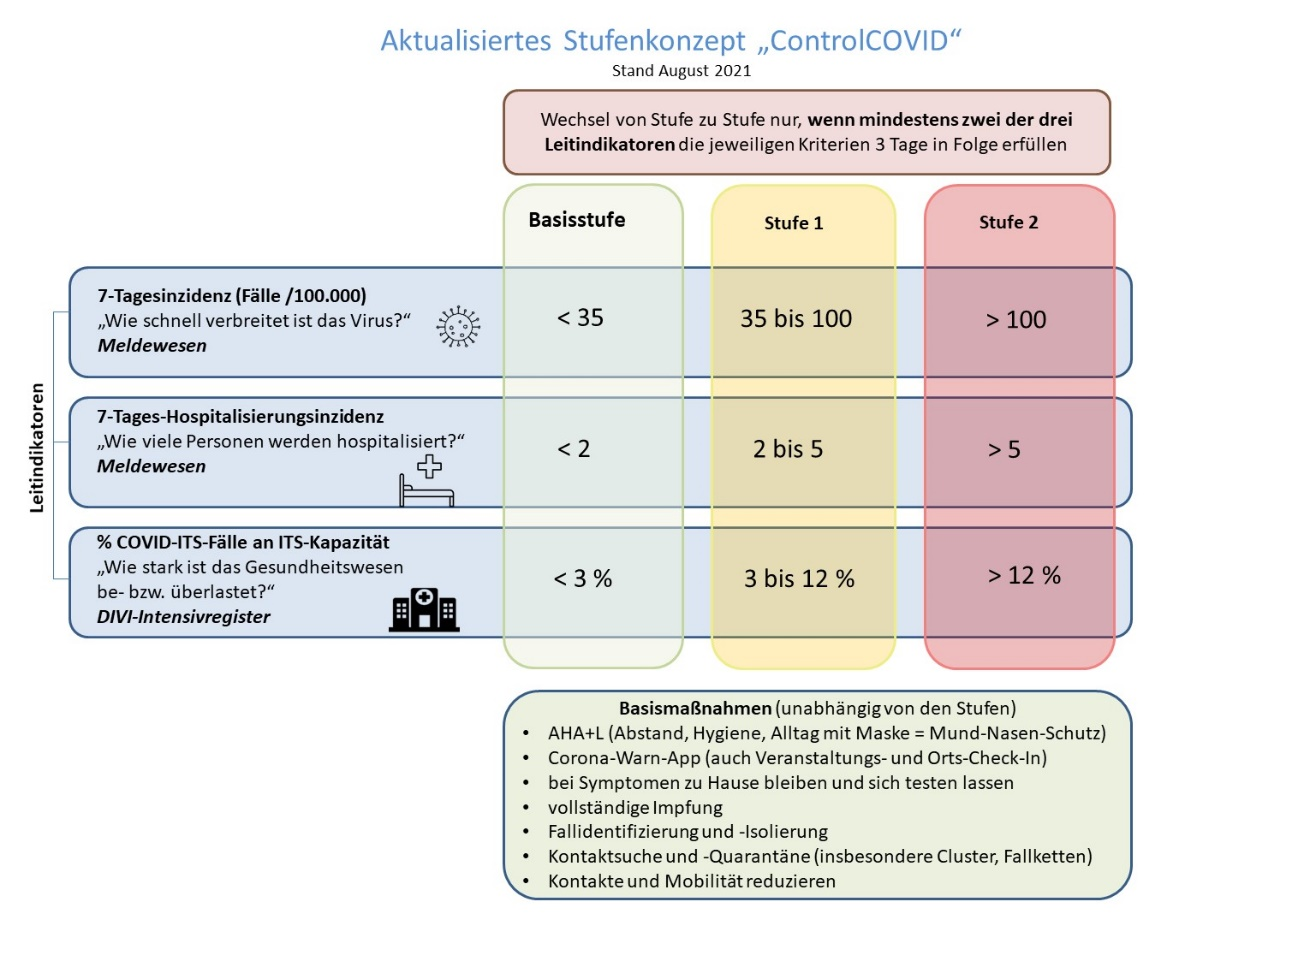 Aktualisiertes Stufenkonzept „ControlCOVID“
Stand August 2021
Wechsel von Stufe zu Stufe nur, wenn mindestens zwei der drei
Leitindikatoren die jeweiligen Kriterien 3 Tage in Folge erfüllen
Basisstufe
Stufe 1
Stufe 2
Leitindikatoren
7-Tagesinzidenz (Fälle /100.000)
„Wie schnell verbreitet ist das Virus?“
Meldewesen
< 35
35 bis 100
> 100
7-Tages-Hospitalisierungsinzidenz
„Wie viele Personen werden hospitalisiert?“
Meldewesen
< 2
2 bis 5
> 5
% COVID-ITS-Fälle an ITS-Kapazität
„Wie stark ist das Gesundheitswesen
be- bzw. überlastet?“
DIVI-Intensivregister
< 3 %
3 bis 12 %
> 12 %
Basismaßnahmen (unabhängig von den Stufen)
• AHA+L (Abstand, Hygiene, Alltag mit Maske = Mund-Nasen-Schutz)
• Corona-Warn-App (auch Veranstaltungs- und Orts-Check-In)
• bei Symptomen zu Hause bleiben und sich testen lassen
• vollständige Impfung
• Fallidentifizierung und -Isolierung
• Kontaktsuche und -Quarantäne (insbesondere Cluster, Fallketten)
• Kontakte und Mobilität reduzieren